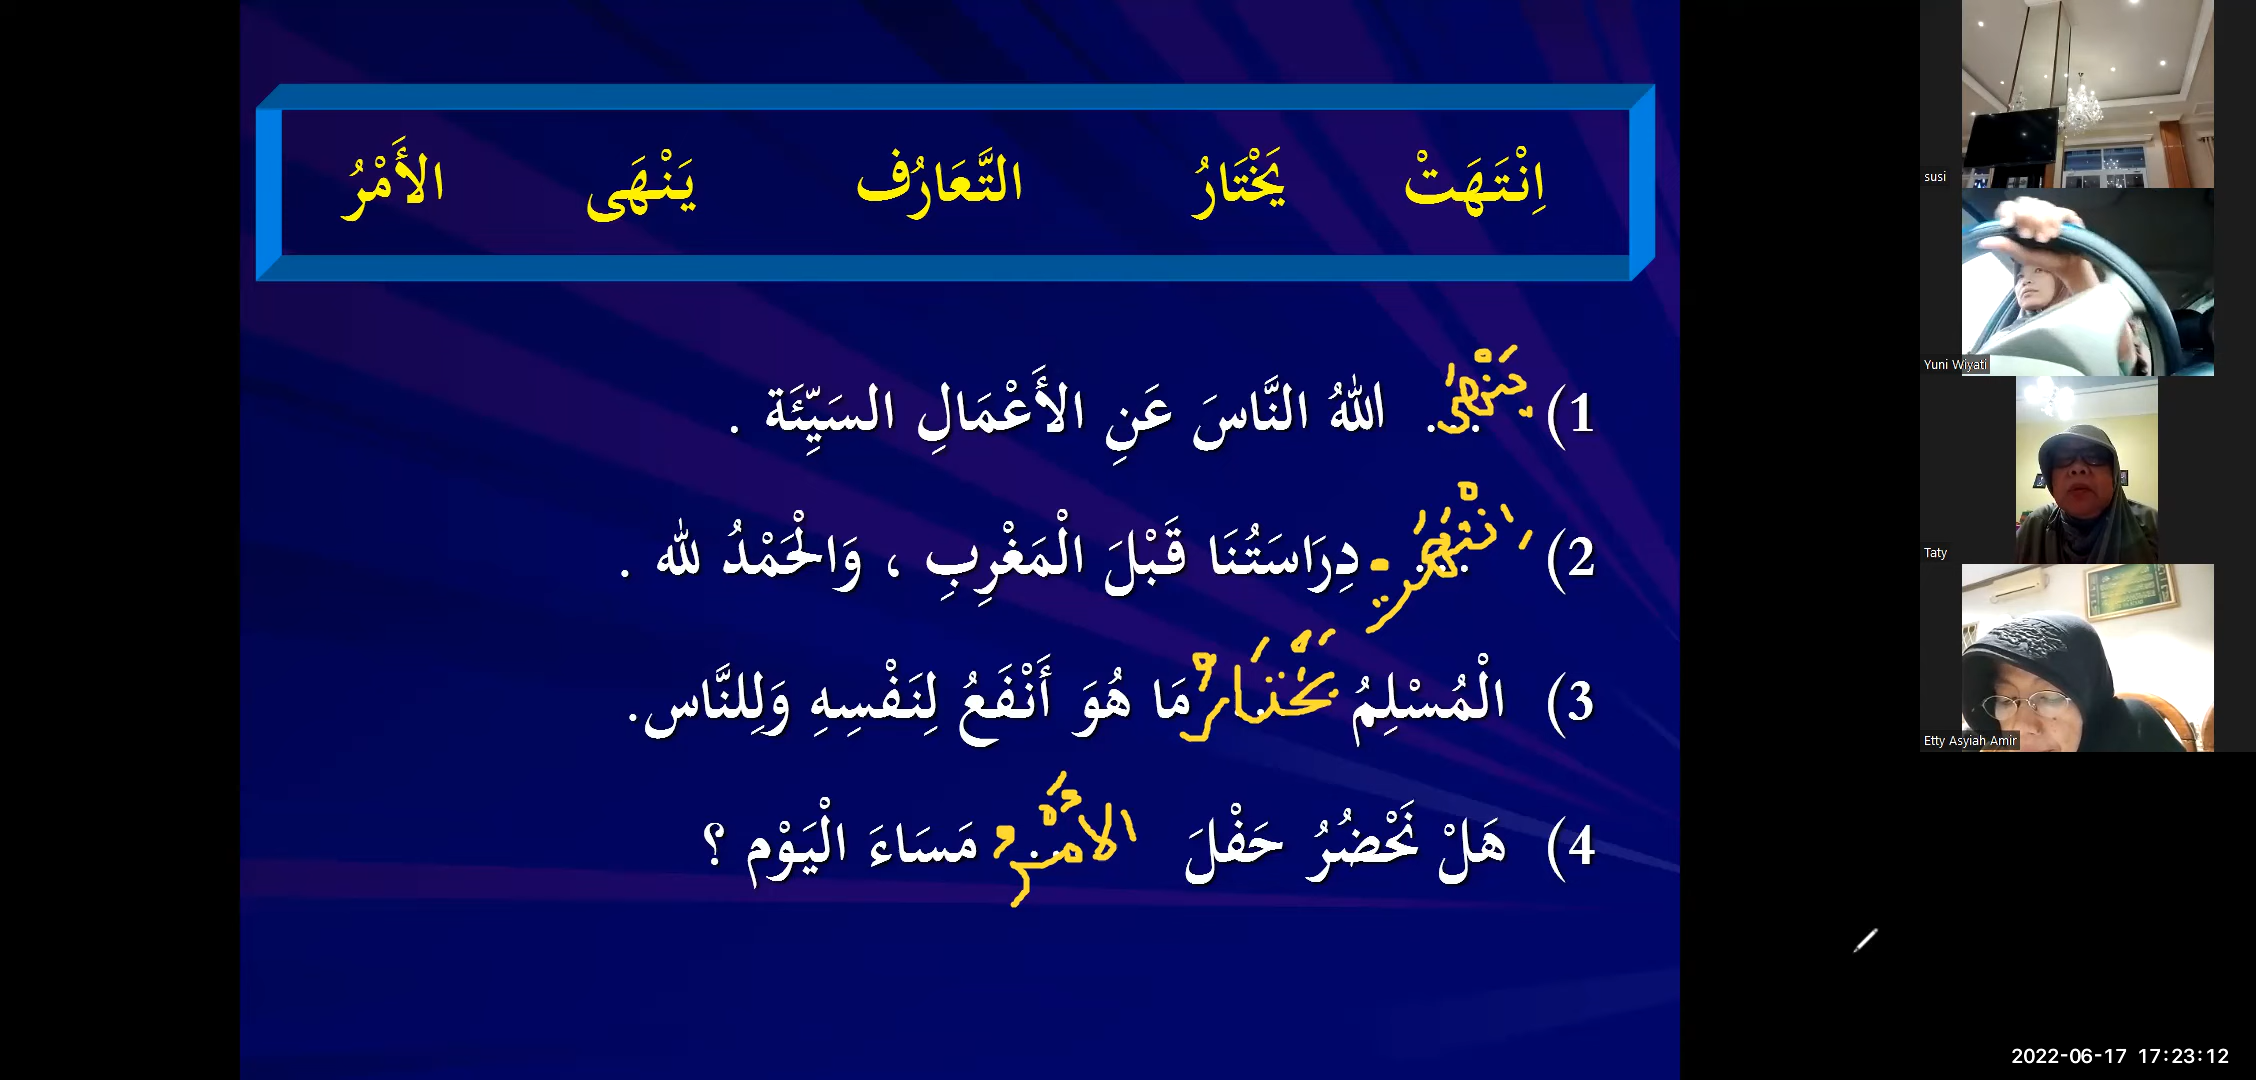 اِنْتَهَتْ يَخْتَارُ التَّعَارُف يَنْهَى الأَمْرُ
1) يَنْهَى .. اللهُ النَّاسَ عَنِ الأَعْمَالِ السَيِّئَة .
2) اِنْتَهَتْ دِرَاسَتُنَا قَبْلَ الْمَغْرِبِ ، وَالْحَمْدُ لله .
3) الْمُسْلِمُ يَخْتَارُ مَا هُوَ أَنْفَعُ لِنَفْسِهِ وَلِلنَّاس.
4) هَلْ نَحْضُرُ حَفْلَ الأَمْرُ مَسَاءَ الْيَوْم ؟
susi
Yuni Wiyati
Taty
Etty Asyiah Amir
2022-06-17 17:23:12